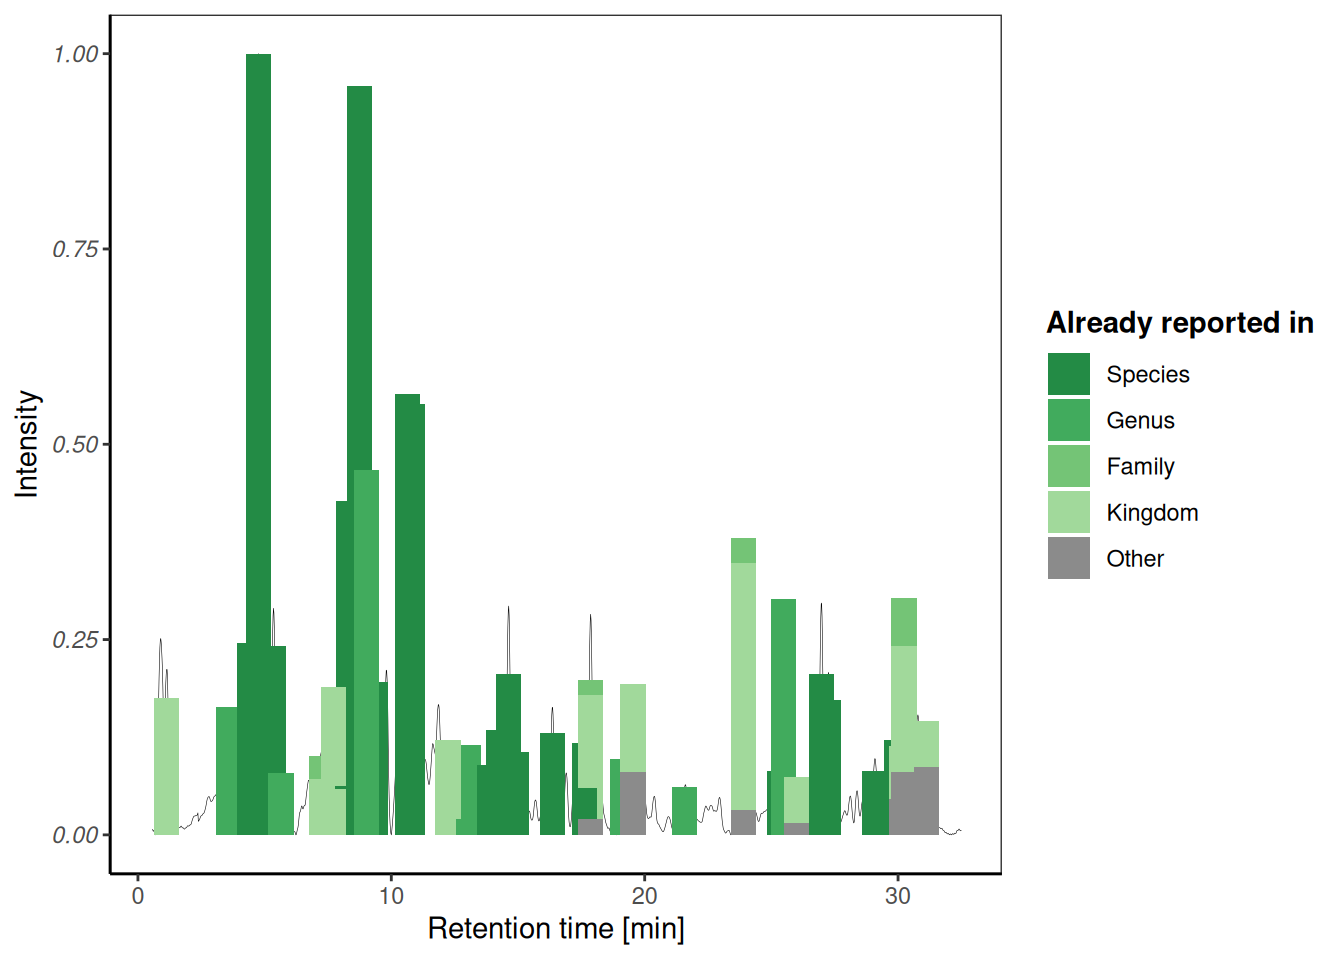 1.00
0.75
0.50
0.25
0.00
Intensity
0
10
20
30
Retention time [min]
Already reported in
Species
Genus
Family
Kingdom
Other